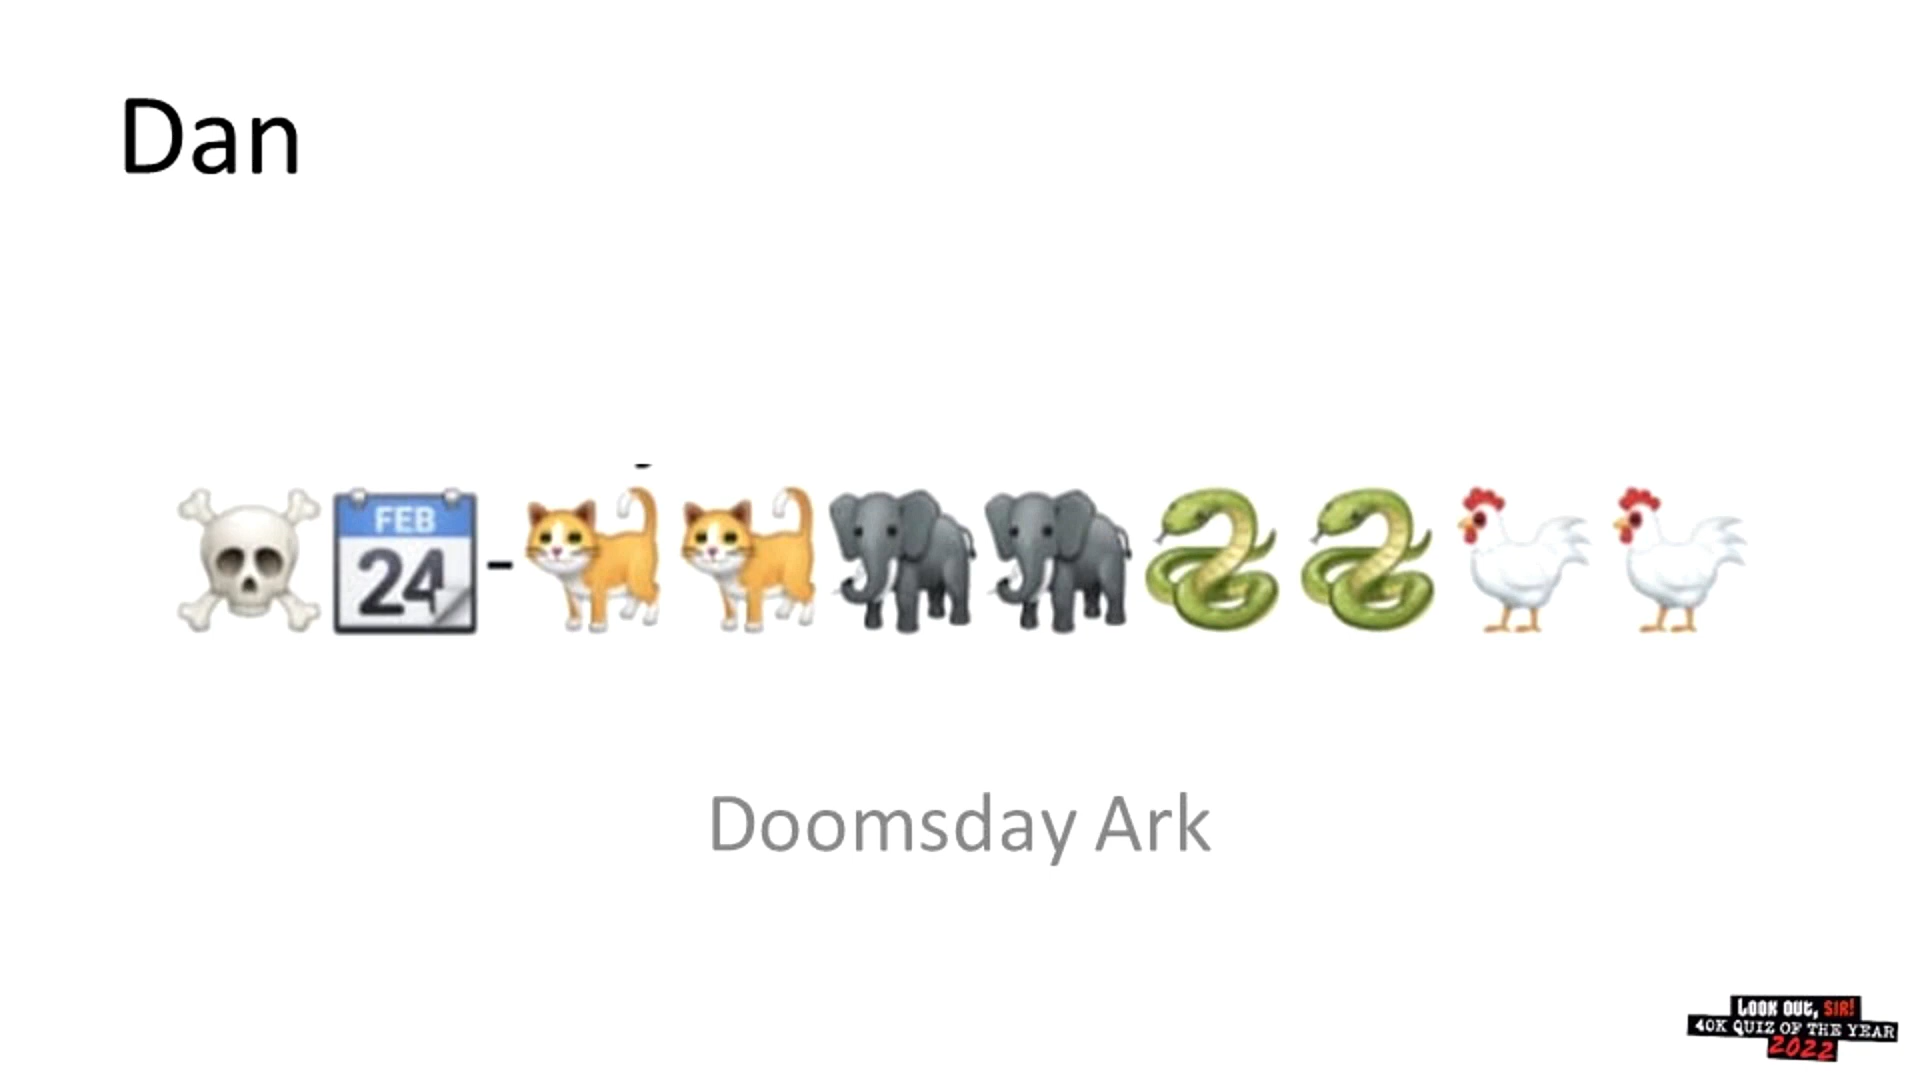 Dan
FEB
24
-
Doomsday Ark
LOOK OUT, SIR!
40K QUIZ OF THE YEAR
2022